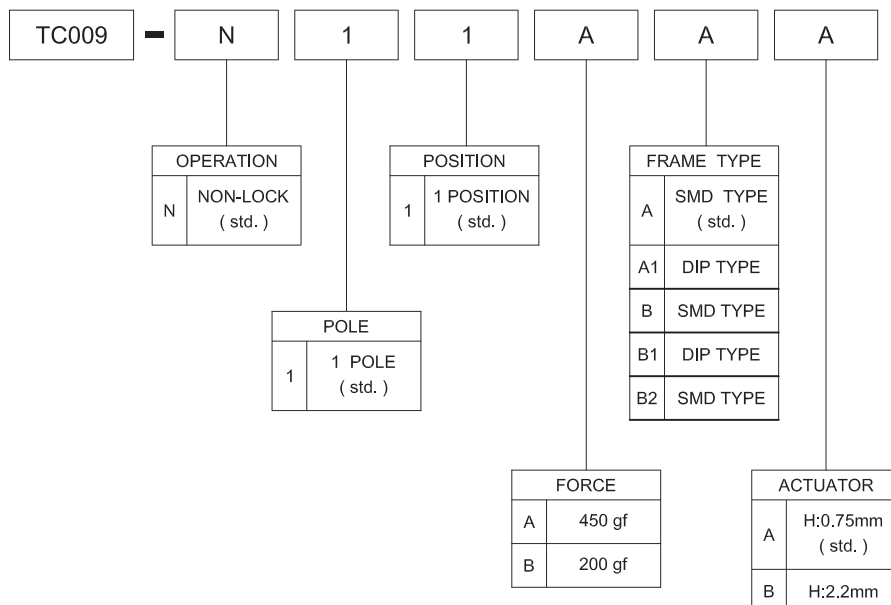 TC009 - N 1 1 A A A
OPERATION
N NON-LOCK
( std. )
POSITION
1 1 POSITION
( std. )
FRAME TYPE
A SMD TYPE
( std. )
A1 DIP TYPE
B SMD TYPE
B1 DIP TYPE
B2 SMD TYPE
POLE
1 1 POLE
( std. )
FORCE
A 450 gf
B 200 gf
ACTUATOR
A H:0.75mm
( std. )
B H:2.2mm